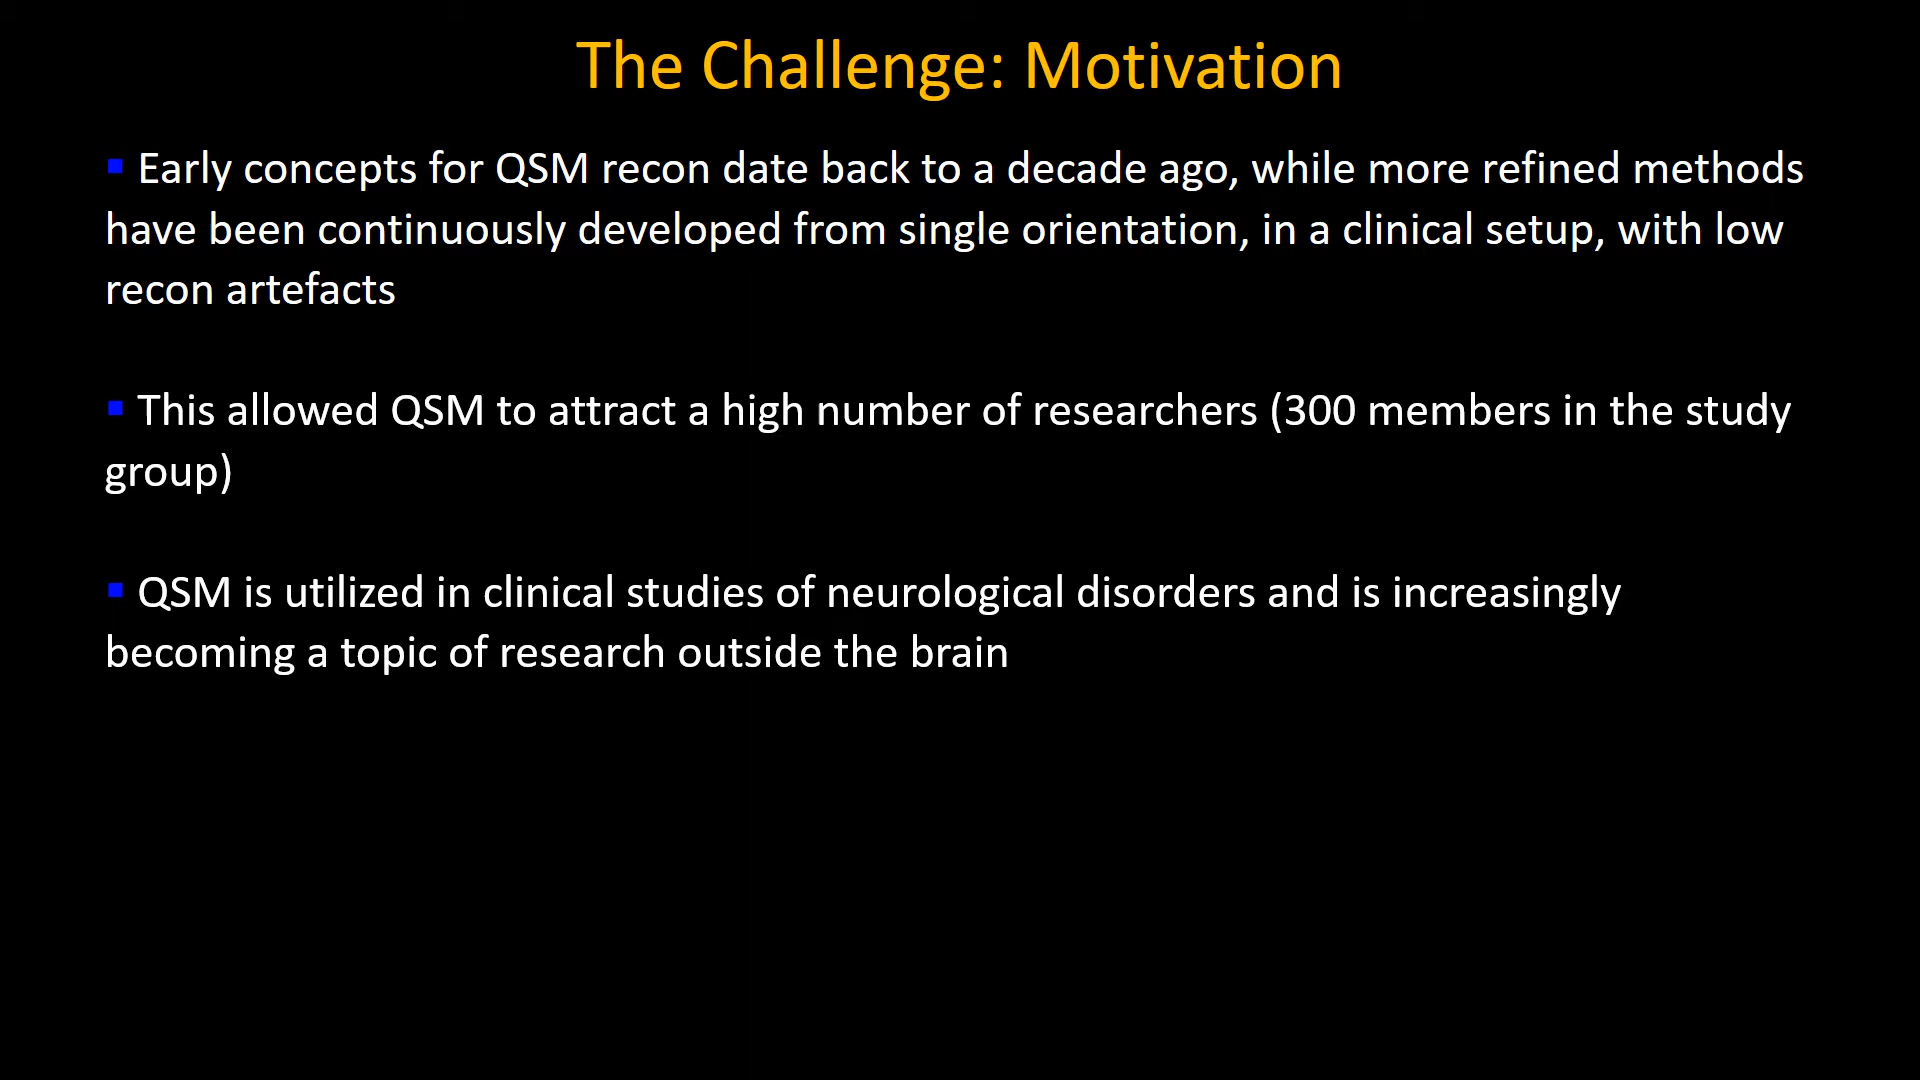 The Challenge: Motivation
▪ Early concepts for QSM recon date back to a decade ago, while more refined methods
have been continuously developed from single orientation, in a clinical setup, with low
recon artefacts
▪ This allowed QSM to attract a high number of researchers (300 members in the study
group)
▪ QSM is utilized in clinical studies of neurological disorders and is increasingly
becoming a topic of research outside the brain